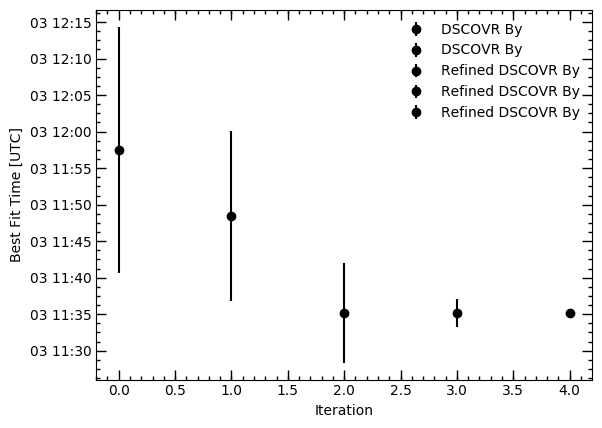 03 12:15
03 12:10
03 12:05
03 12:00
03 11:55
03 11:50
03 11:45
03 11:40
03 11:35
03 11:30
Best Fit Time [UTC]
DSCOVR By
DSCOVR By
Refined DSCOVR By
Refined DSCOVR By
Refined DSCOVR By
0.0 0.5 1.0 1.5 2.0 2.5 3.0 3.5 4.0
Iteration